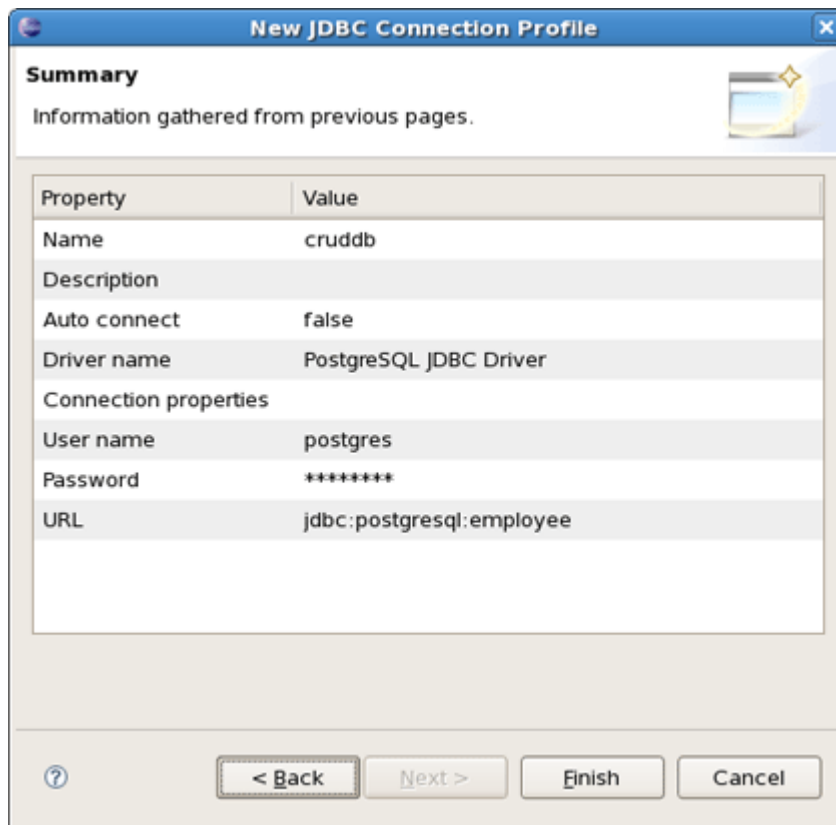 New JDBC Connection Profile
Summary
Information gathered from previous pages.
Property Value
Name cruddb
Description
Auto connect false
Driver name PostgreSQL JDBC Driver
Connection properties
User name postgres
Password ********
URL jdbc:postgresql:employee
? < Back Next > Finish Cancel